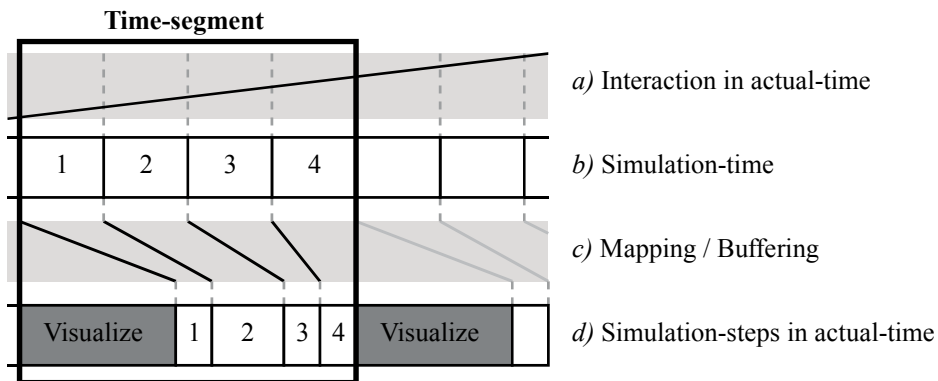 Time-segment
a) Interaction in actual-time
1 2 3 4
b) Simulation-time
c) Mapping / Buffering
Visualize 1 2 3 4 Visualize
d) Simulation-steps in actual-time